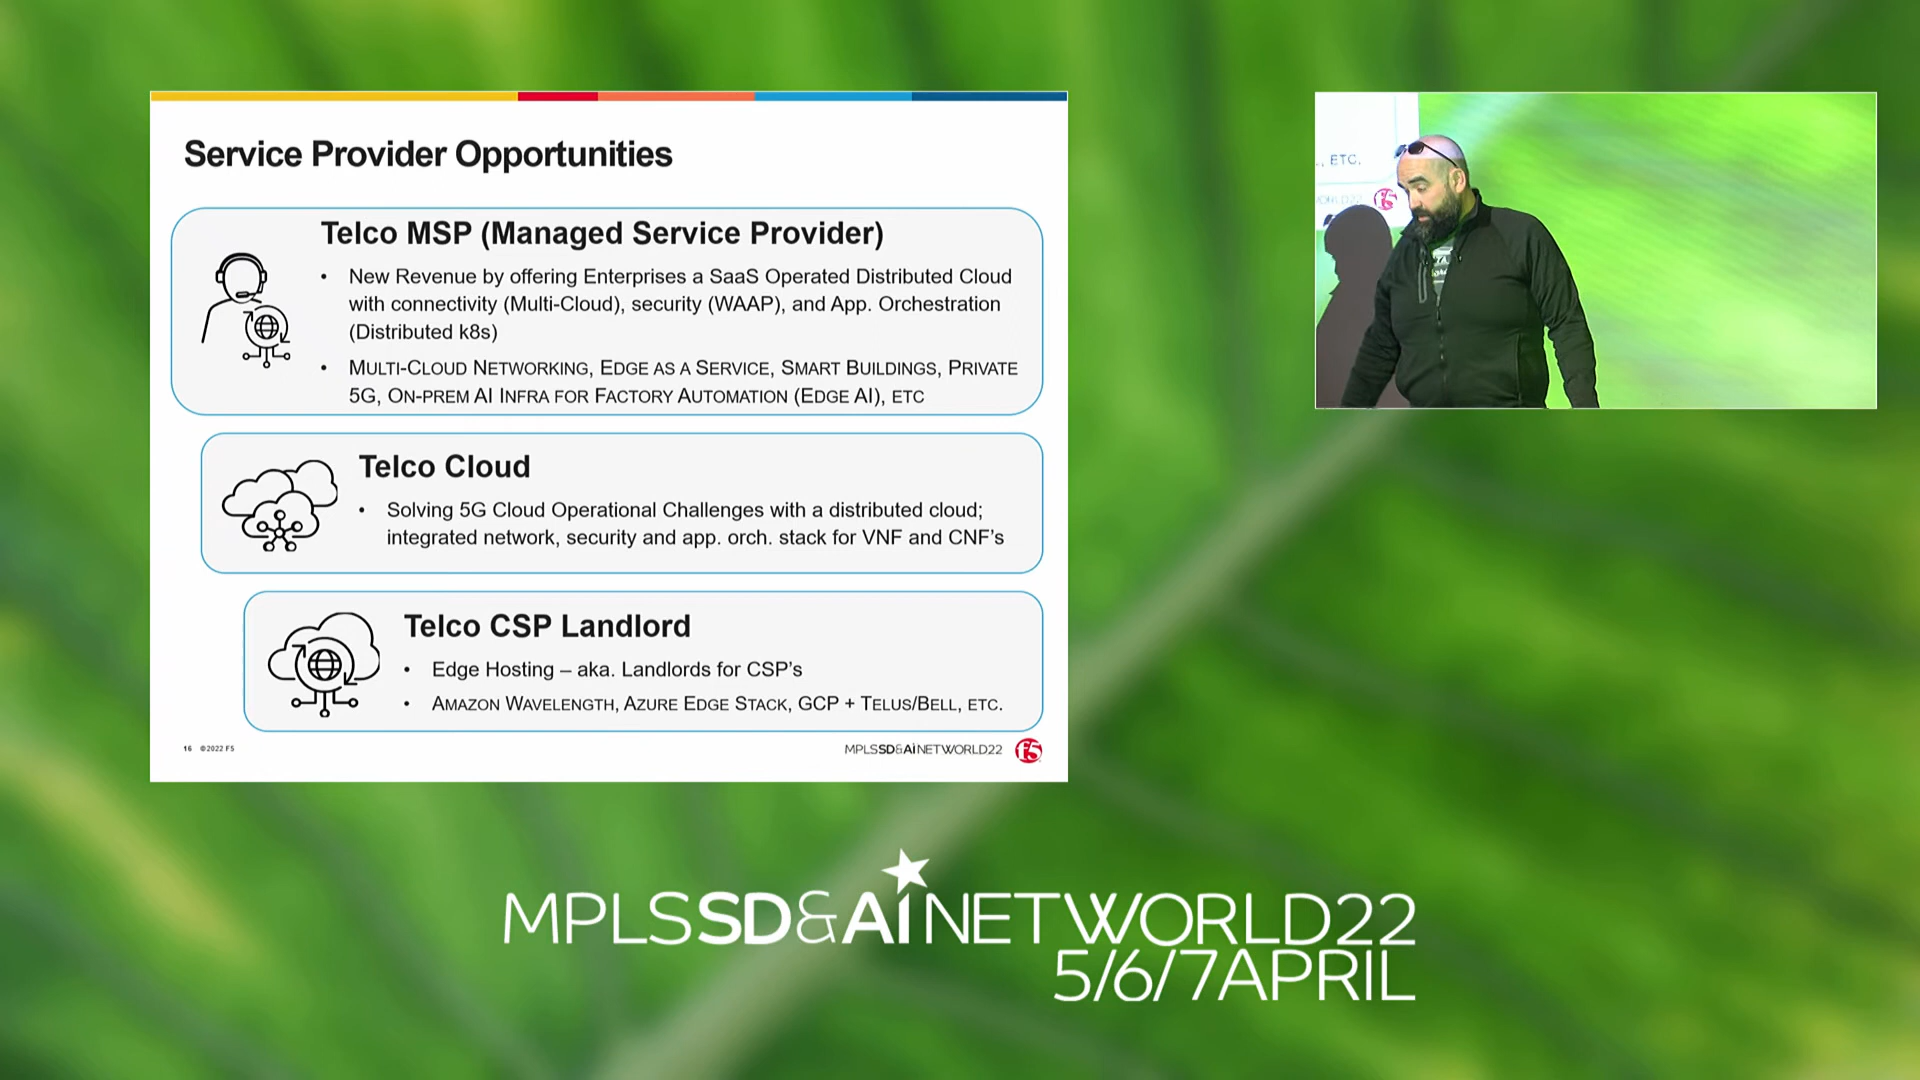 Service Provider Opportunities
Telco MSP (Managed Service Provider)
• New Revenue by offering Enterprises a SaaS Operated Distributed Cloud
with connectivity (Multi-Cloud), security (WAAP), and App. Orchestration
(Distributed k8s)
• MULTI-CLOUD NETWORKING, EDGE AS A SERVICE, SMART BUILDINGS, PRIVATE
5G, ON-PREM AI INFRA FOR FACTORY AUTOMATION (EDGE AI), ETC
Telco Cloud
• Solving 5G Cloud Operational Challenges with a distributed cloud;
integrated network, security and app. orch. stack for VNF and CNF's
Telco CSP Landlord
• Edge Hosting – aka. Landlords for CSP's
• AMAZON WAVELENGTH, AZURE EDGE STACK, GCP + TELUS/BELL, ETC.
16 ©2022 F5
MPLSSD&AiNETWORLD22 f5
., ETC.
f5
MPLSSD&AiNETWORLD22
5/6/7APRIL